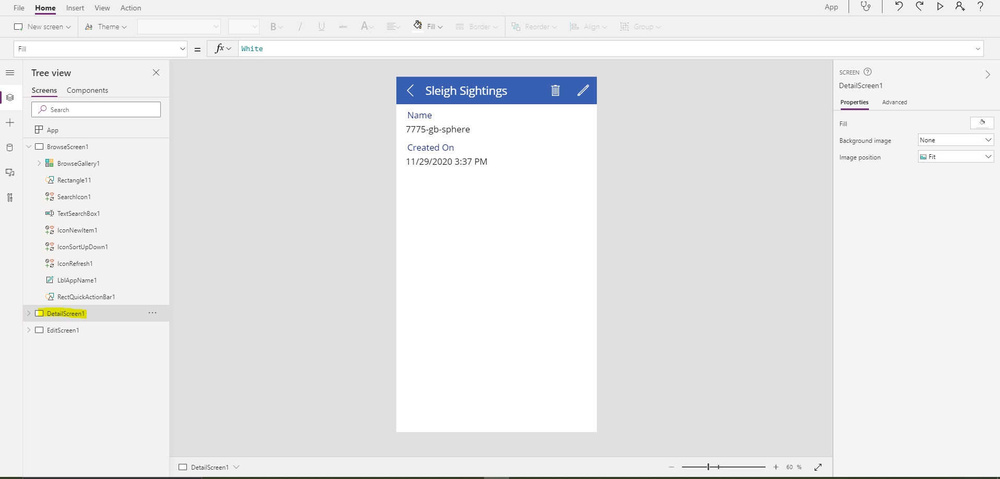 File Home Insert View Action App
New screen Theme B / U abc A Fill Border Reorder Align Group
Fill = fx White
Tree view
Screens Components
Search
App
BrowseScreen1
BrowseGallery1
Rectangle11
SearchIcon1
TextSearchBox1
IconNewItem1
IconSortUpDown1
IconRefresh1
LblAppName1
RectQuickActionBar1
DetailScreen1 ...
EditScreen1
Sleigh Sightings
Name
7775-gb-sphere
Created On
11/29/2020 3:37 PM
SCREEN
DetailScreen1
Properties Advanced
Fill
Background image None
Image position Fit
DetailScreen1
60 %